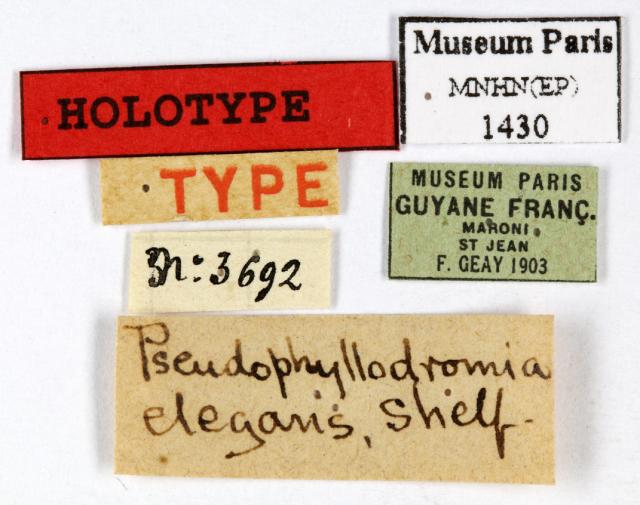 HOLOTYPE
Museum Paris
MNHN(EP)
1430
TYPE
MUSEUM PARIS
GUYANE FRANÇ.
MARONI.
ST JEAN
F. GEAY 1903
Bn: 3692
Pseudophyllodromia
elegans, Shelf.